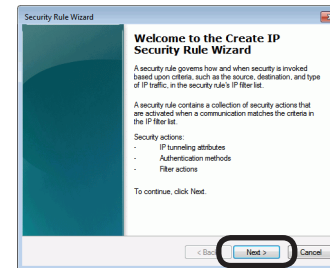 Security Rule Wizard
Welcome to the Create IP
Security Rule Wizard
A security rule governs how and when security is invoked
based upon criteria, such as the source, destination, and type
of IP traffic, in the security rule's IP filter list.
A security rule contains a collection of security actions that
are activated when a communication matches the criteria in
the IP filter list.
Security actions:
- IP tunneling attributes
- Authentication methods
- Filter actions
To continue, click Next.
< Back Next > Cancel